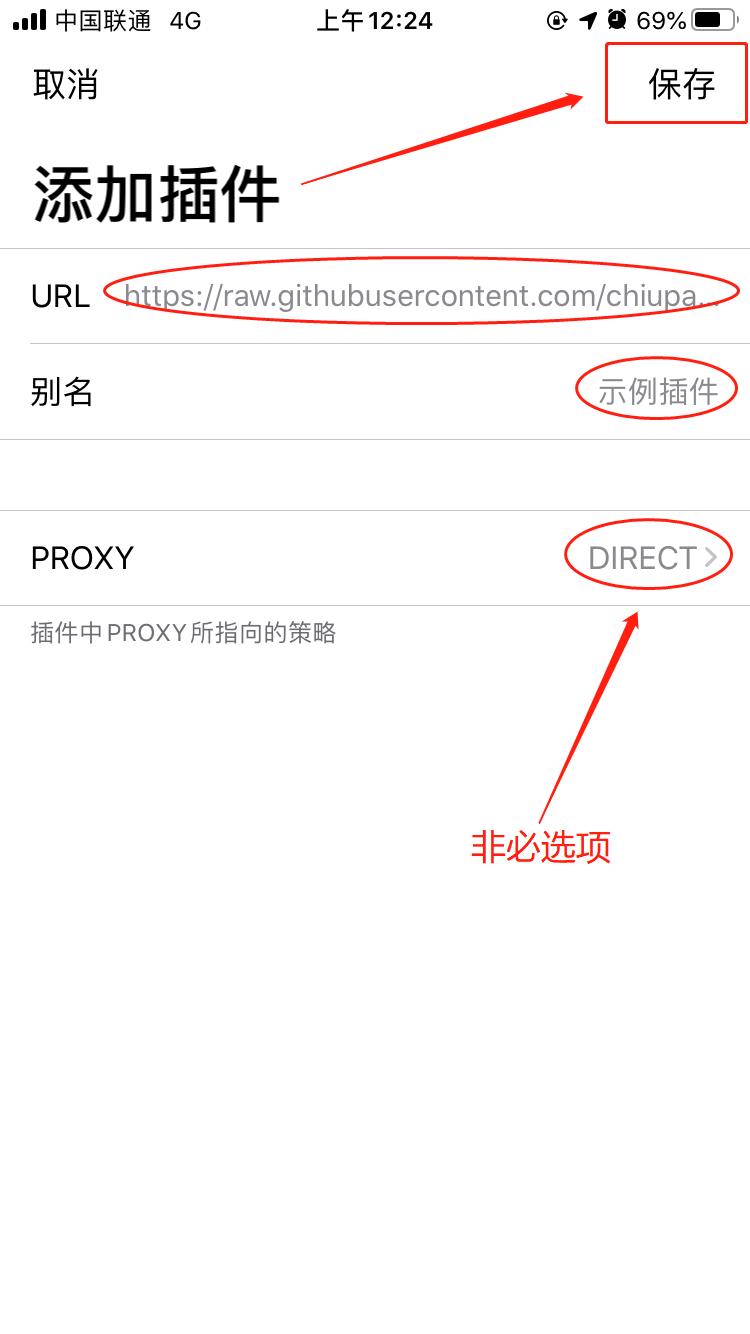 中国联通 4G 上午12:24 69%
取消 保存
添加插件
URL https://raw.githubusercontent.com/chiupa...
别名 示例插件
PROXY DIRECT
插件中PROXY所指向的策略
非必选项